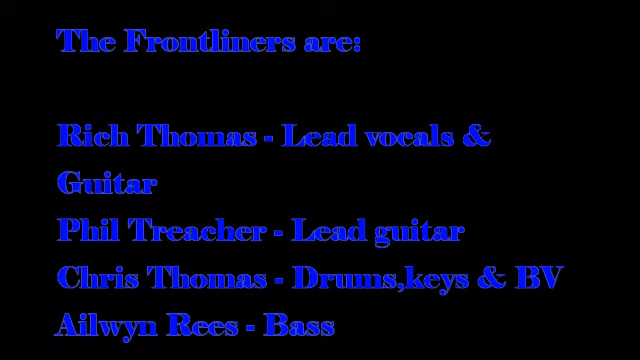 The Frontliners are:
Rich Thomas - Lead vocals &
Guitar
Phil Treacher - Lead guitar
Chris Thomas - Drums,keys & BV
Ailwyn Rees - Bass